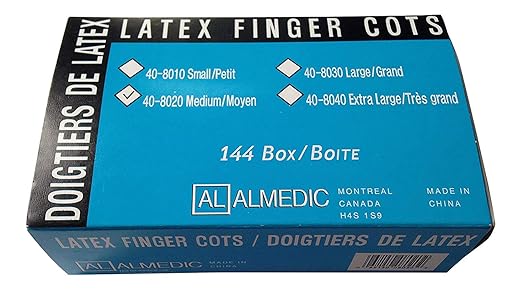 LATEX FINGER COTS
DOIGTIERS DE LATEX
40-8010 Small/Petit
40-8030 Large/Grand
40-8020 Medium/Moyen
40-8040 Extra Large/Très grand
144 BOX/BOITE
AL ALMEDIC
MONTREAL
CANADA
H4S 1S9
MADE IN
CHINA
LATEX FINGER COTS / DOIGTIERS DE LATEX
AL ALMEDIC
MADE IN
CHINA